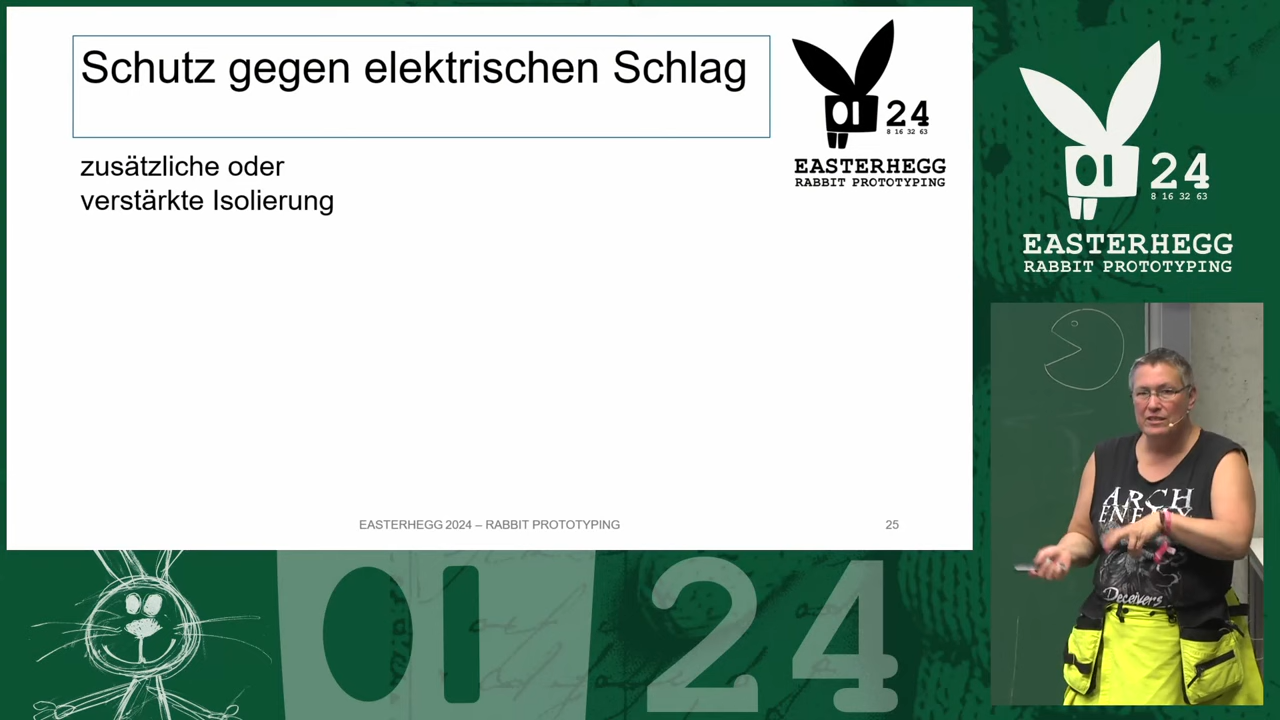 Schutz gegen elektrischen Schlag
zusätzliche oder
verstärkte Isolierung
24
8 16 32 63
EASTERHEGG
RABBIT PROTOTYPING
EASTERHEGG 2024 – RABBIT PROTOTYPING
25
24
8 16 32 63
EASTERHEGG
RABBIT PROTOTYPING
ARCH
ENEMY
Deceivers
24